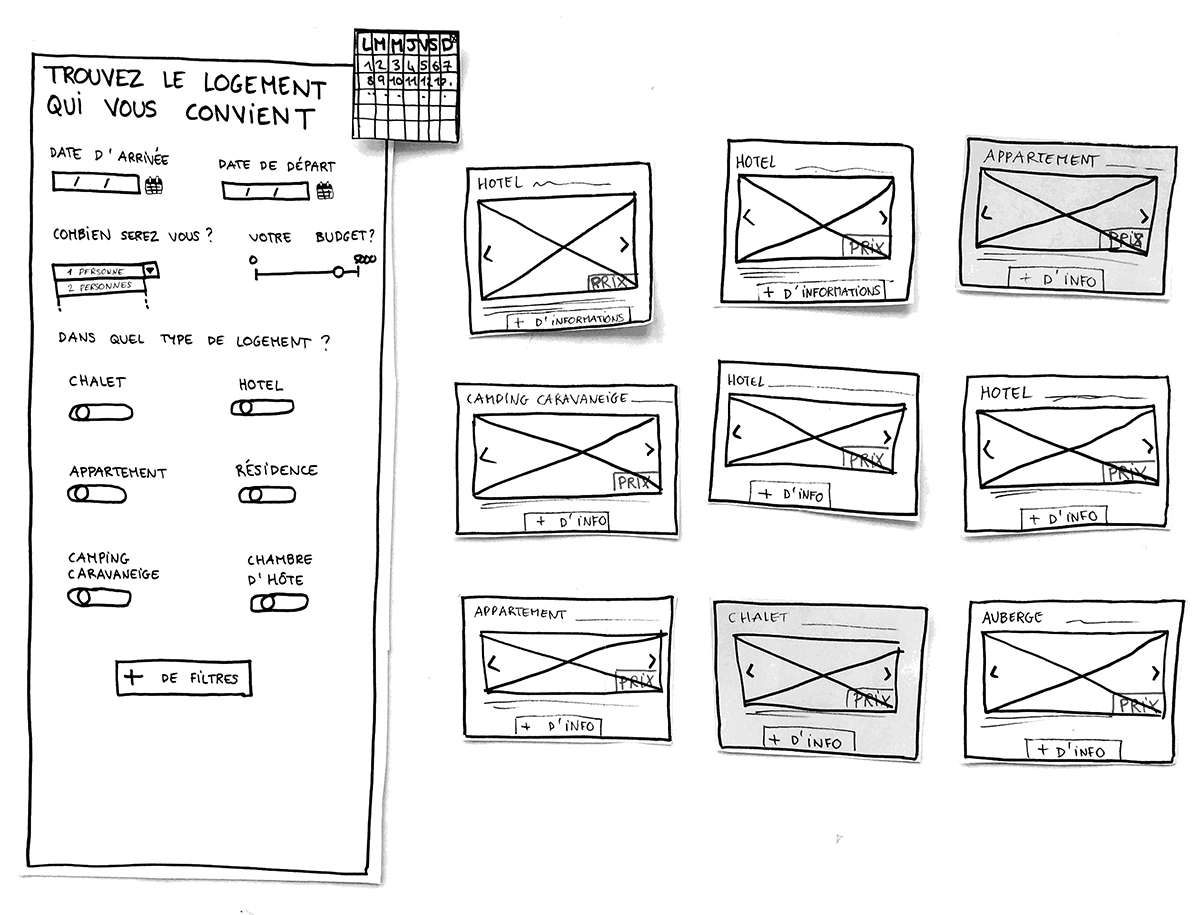 L M M J V S D
1 2 3 4 5 6 7
8 9 10 11 12 13 .
TROUVEZ LE LOGEMENT
QUI VOUS CONVIENT
DATE D'ARRIVÉE
/ /
DATE DE DÉPART
/ /
COMBIEN SEREZ VOUS ?
1 PERSONNE
2 PERSONNES
VOTRE BUDGET?
0 5000
DANS QUEL TYPE DE LOGEMENT ?
CHALET
HOTEL
APPARTEMENT
RÉSIDENCE
CAMPING
CARAVANEIGE
CHAMBRE
D'HÔTE
+ DE FILTRES
HOTEL
< >
PRIX
+ D'INFORMATIONS
HOTEL
< >
PRIX
+ D'INFORMATIONS
APPARTEMENT
< >
PRIX
+ D'INFO
CAMPING CARAVANEIGE
< >
PRIX
+ D'INFO
HOTEL
< >
PRIX
+ D'INFO
HOTEL
< >
PRIX
+ D'INFO
APPARTEMENT
< >
PRIX
+ D'INFO
CHALET
< >
PRIX
+ D'INFO
AUBERGE
< >
PRIX
+ D'INFO